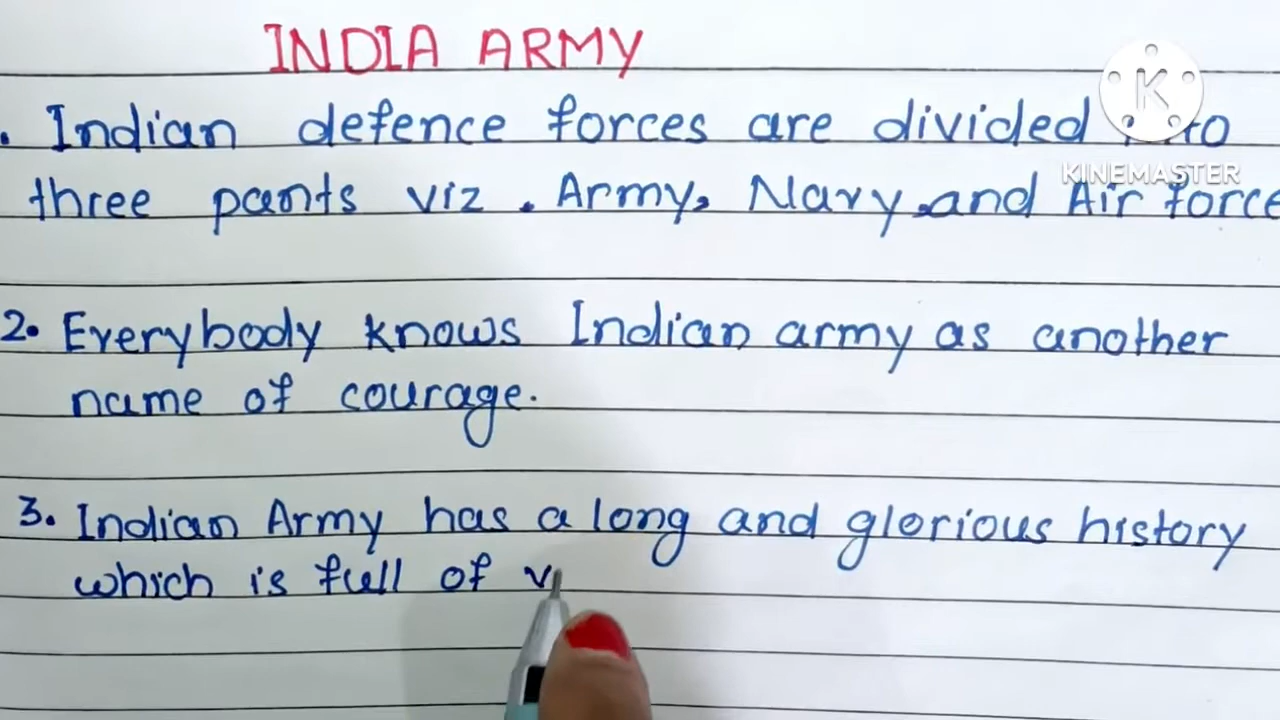 INDIA ARMY
. Indian defence forces are divided into
three parts viz . Army, Navy, and Air force
2. Everybody knows Indian army as another
name of courage.
3. Indian Army has a long and glorious history
which is full of v
K
KINEMASTER